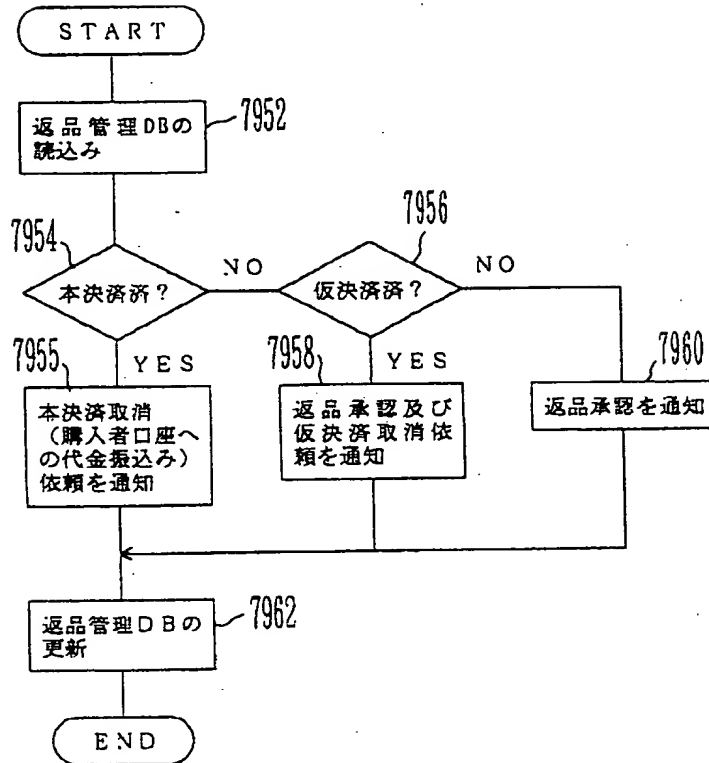 START
7952
返品管理DBの
読込み
7954
本決済済?
NO
7956
仮決済済?
NO
7955
YES
本決済取消
(購入者口座へ
の代金振込み)
依頼を通知
7958
YES
返品承認及び
仮決済取消依
頼を通知
7960
返品承認を通知
返品管理DBの
更新
7962
END